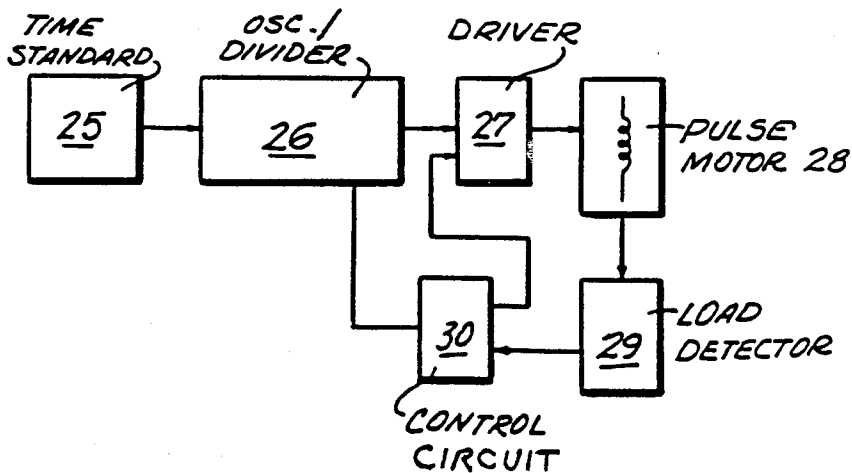 TIME
STANDARD
OSC./
DIVIDER
DRIVER
25
26
27
PULSE
MOTOR 28
30
29
LOAD
DETECTOR
CONTROL
CIRCUIT